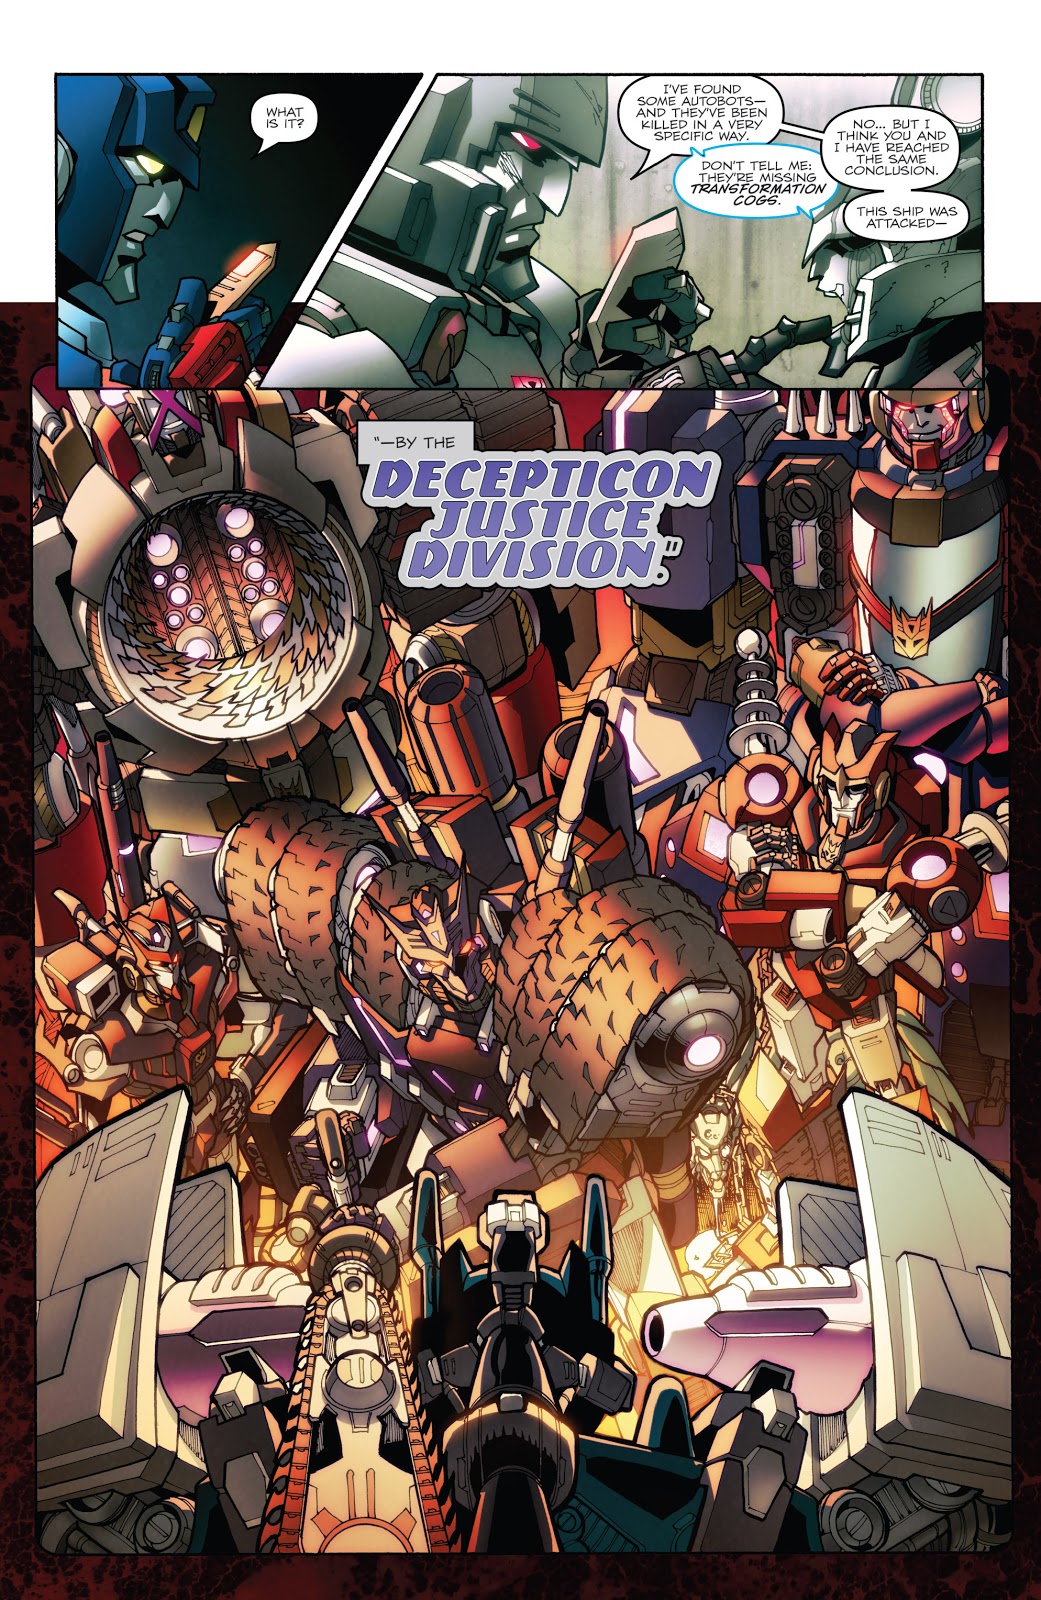 WHAT
IS IT?
I'VE FOUND
SOME AUTOBOTS—
AND THEY'VE BEEN
KILLED IN A VERY
SPECIFIC WAY.
DON'T TELL ME:
THEY'RE MISSING
TRANSFORMATION
COGS.
NO... BUT I
THINK YOU AND
I HAVE REACHED
THE SAME
CONCLUSION.
THIS SHIP WAS
ATTACKED—
"—BY THE
DECEPTICON
JUSTICE
DIVISION."